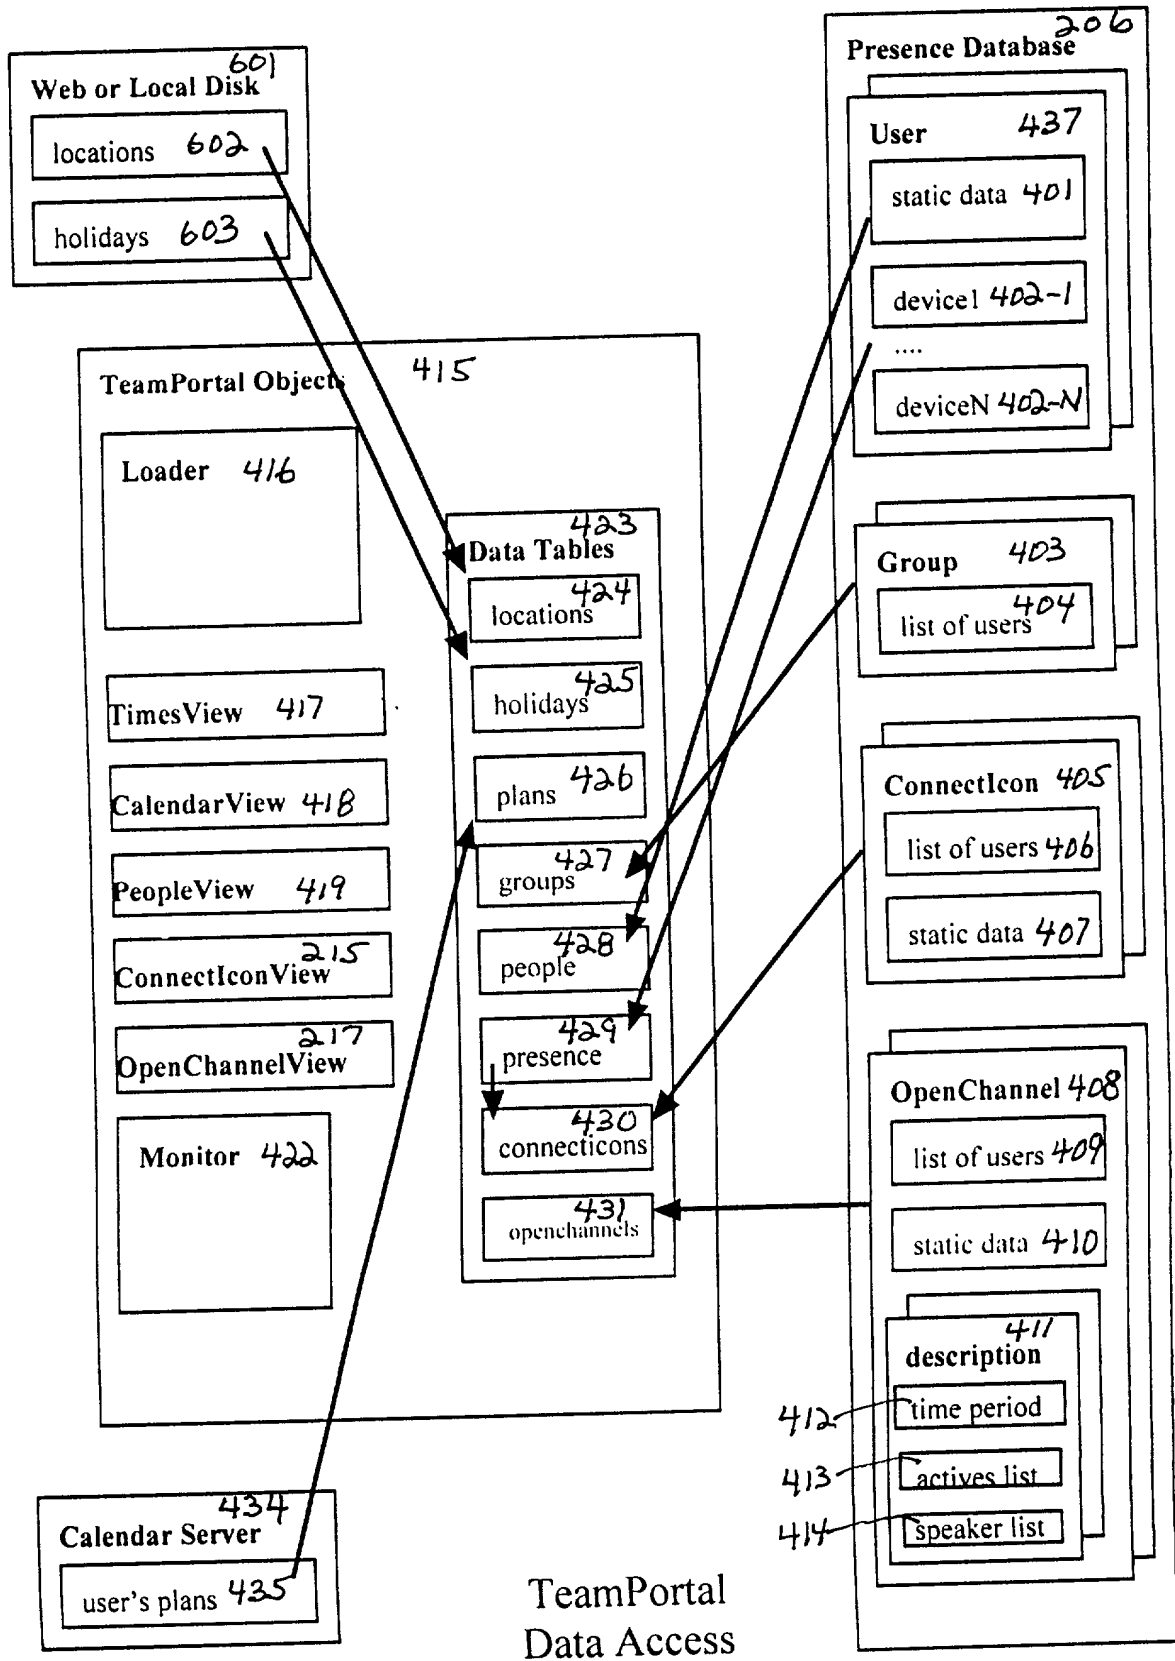 601
Web or Local Disk
locations 602
holidays 603
TeamPortal Objects 415
Loader 416
TimesView 417
CalendarView 418
PeopleView 419
215
ConnectIconView
217
OpenChannelView
Monitor 422
423
Data Tables
424
locations
425
holidays
426
plans
427
groups
428
people
429
presence
430
connecticons
431
openchannels
434
Calendar Server
user's plans 435
206
Presence Database
User 437
static data 401
device1 402-1
....
deviceN 402-N
Group 403
404
list of users
ConnectIcon 405
list of users 406
static data 407
OpenChannel 408
list of users 409
static data 410
411
description
412 time period
413 actives list
414 speaker list
TeamPortal
Data Access